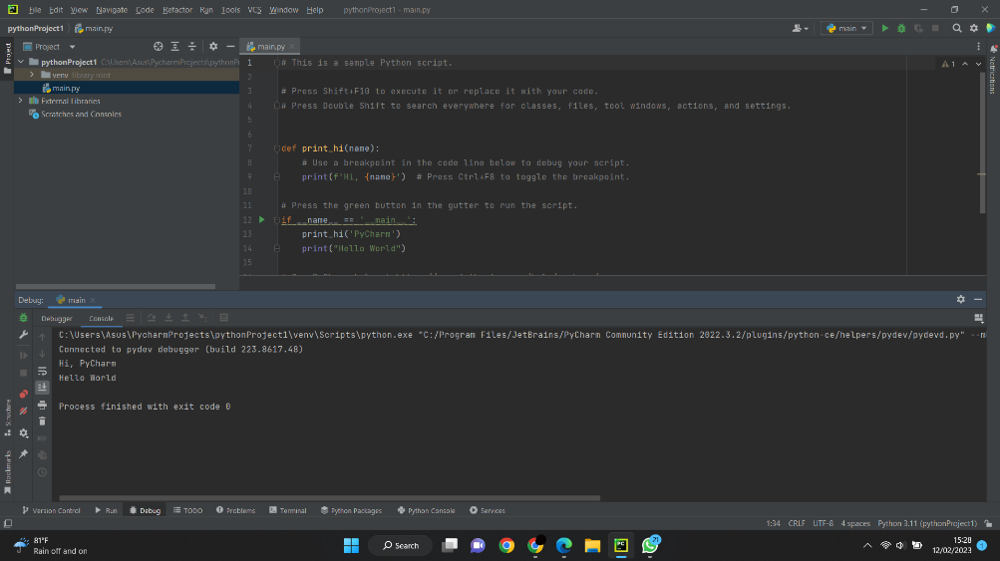 File Edit View Navigate Code Refactor Run Tools VCS Window Help pythonProject1 - main.py
pythonProject1 main.py main
Project main.py
pythonProject1 C:\Users\Asus\PycharmProjects\pythonPr
venv library root
main.py
External Libraries
Scratches and Consoles
1 # This is a sample Python script.
2
3 # Press Shift+F10 to execute it or replace it with your code.
4 # Press Double Shift to search everywhere for classes, files, tool windows, actions, and settings.
5
6
7 def print_hi(name):
8 # Use a breakpoint in the code line below to debug your script.
9 print(f'Hi, {name}') # Press Ctrl+F8 to toggle the breakpoint.
10
11 # Press the green button in the gutter to run the script.
12 if __name__ == '__main__':
13 print_hi('PyCharm')
14 print("Hello World")
15
1
Project
Notifications
Structure
Bookmarks
Debug: main
Debugger Console
C:\Users\Asus\PycharmProjects\pythonProject1\venv\Scripts\python.exe "C:/Program Files/JetBrains/PyCharm Community Edition 2022.3.2/plugins/python-ce/helpers/pydev/pydevd.py" --m
Connected to pydev debugger (build 223.8617.48)
Hi, PyCharm
Hello World
Process finished with exit code 0
Version Control Run Debug TODO Problems Terminal Python Packages Python Console Services
1:34 CRLF UTF-8 4 spaces Python 3.11 (pythonProject1)
81°F
Rain off and on
Search
PC
21
15:28
12/02/2023
1